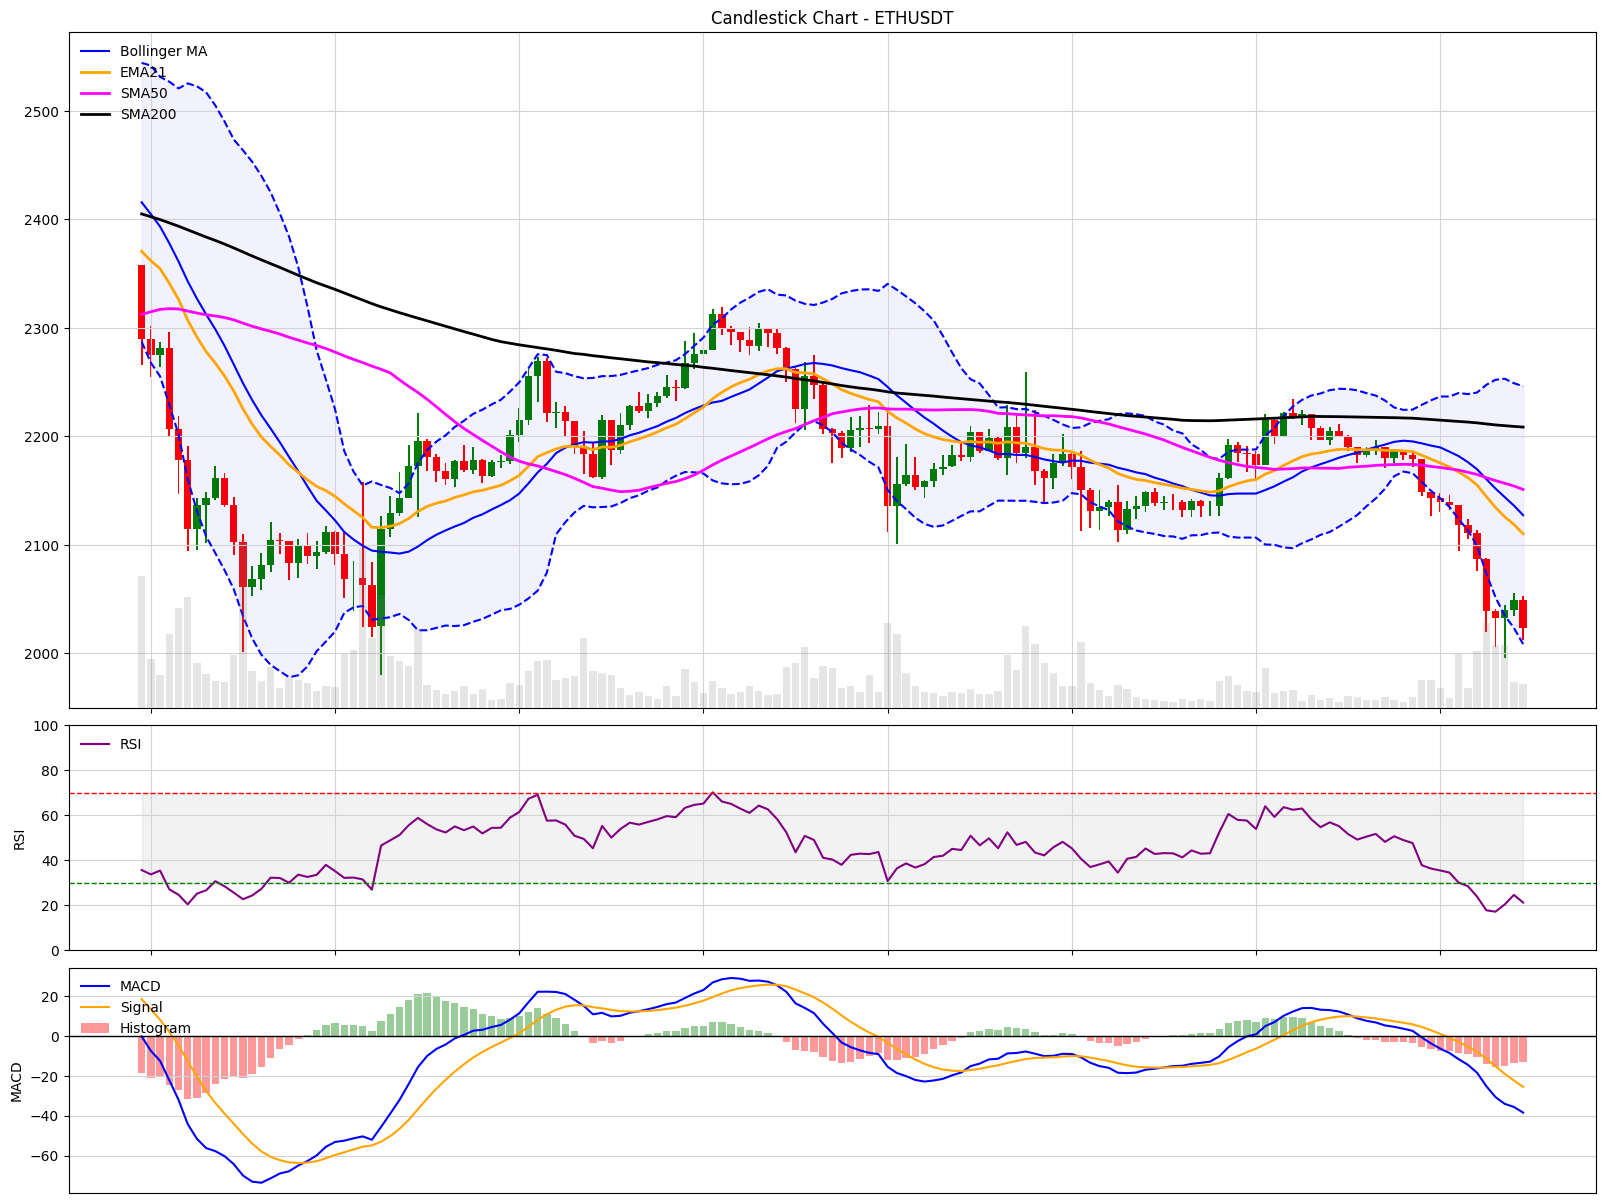 Candlestick Chart - ETHUSDT
Bollinger MA
EMA21
SMA50
SMA200
2500
2400
2300
2200
2100
2000
RSI
100
80
60
40
20
0
RSI
MACD
Signal
Histogram
20
0
−20
−40
−60
MACD